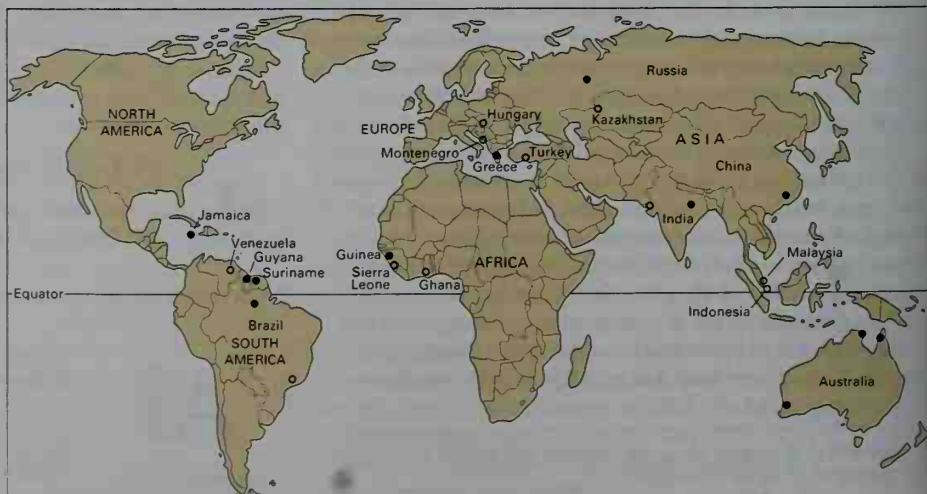 NORTH
AMERICA
EUROPE
Hungary
Montenegro
Greece
Turkey
Russia
Kazakhstan
ASIA
China
India
Jamaica
Venezuela
Guyana
Suriname
Guinea
Sierra
Leone
Ghana
AFRICA
Malaysia
Equator
Indonesia
Brazil
SOUTH
AMERICA
Australia